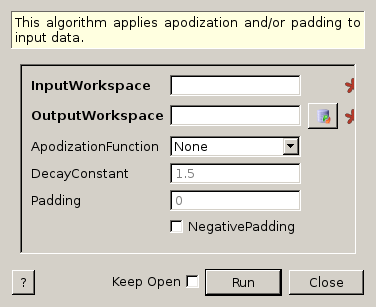 This algorithm applies apodization and/or padding to
input data.
InputWorkspace
OutputWorkspace
ApodizationFunction None
DecayConstant 1.5
Padding 0
NegativePadding
? Keep Open Run Close